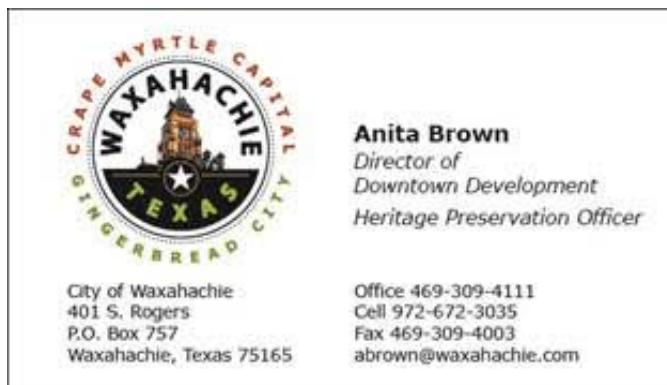 CRAPE MYRTLE CAPITAL
WAXAHACHIE
TEXAS
GINGERBREAD CITY
Anita Brown
Director of
Downtown Development
Heritage Preservation Officer
City of Waxahachie
401 S. Rogers
P.O. Box 757
Waxahachie, Texas 75165
Office 469-309-4111
Cell 972-672-3035
Fax 469-309-4003
abrown@waxahachie.com